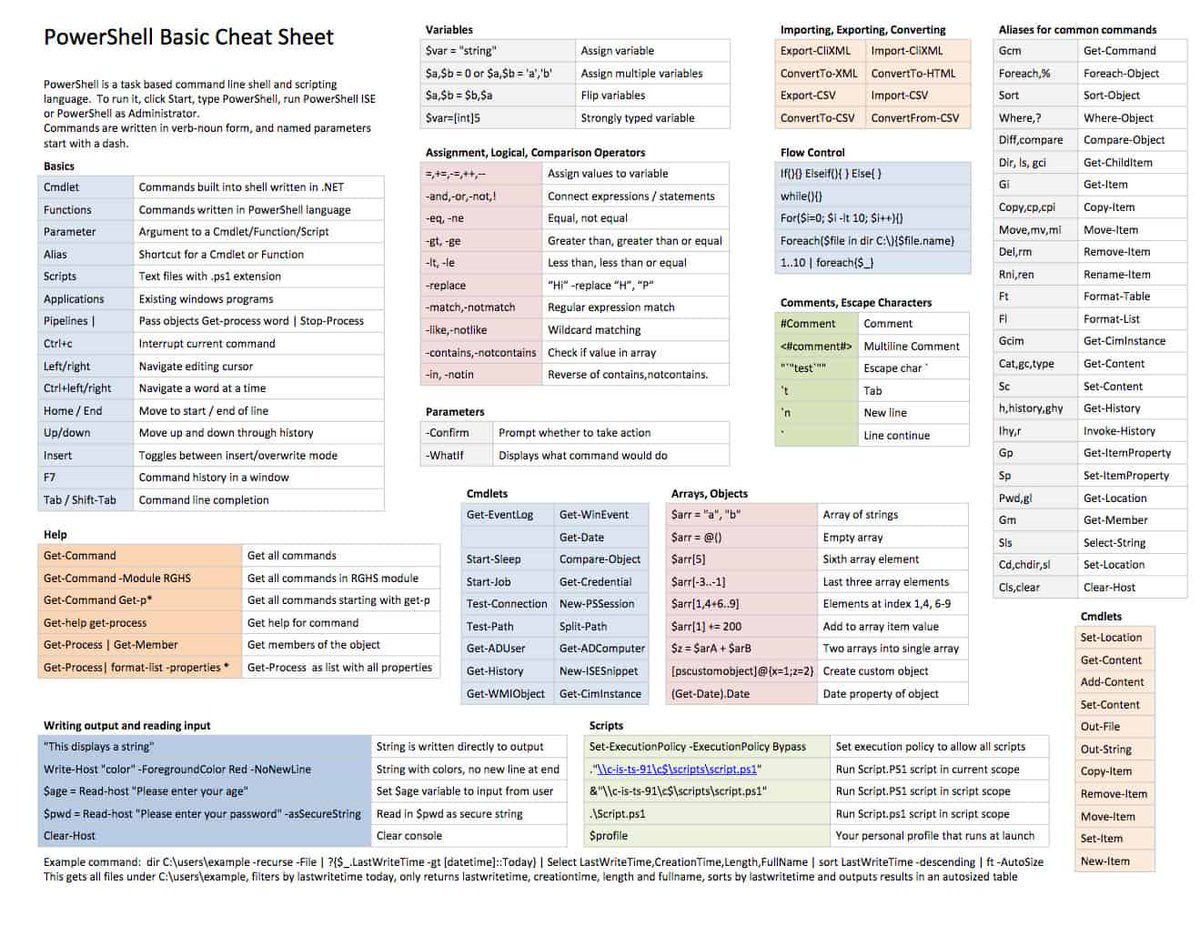 PowerShell Basic Cheat Sheet
PowerShell is a task based command line shell and scripting
language. To run it, click Start, type PowerShell, run PowerShell ISE
or PowerShell as Administrator.
Commands are written in verb-noun form, and named parameters
start with a dash.
Basics
Cmdlet Commands built into shell written in .NET
Functions Commands written in PowerShell language
Parameter Argument to a Cmdlet/Function/Script
Alias Shortcut for a Cmdlet or Function
Scripts Text files with .ps1 extension
Applications Existing windows programs
Pipelines | Pass objects Get-process word | Stop-Process
Ctrl+c Interrupt current command
Left/right Navigate editing cursor
Ctrl+left/right Navigate a word at a time
Home / End Move to start / end of line
Up/down Move up and down through history
Insert Toggles between insert/overwrite mode
F7 Command history in a window
Tab / Shift-Tab Command line completion
Help
Get-Command Get all commands
Get-Command -Module RGHS Get all commands in RGHS module
Get-Command Get-p* Get all commands starting with get-p
Get-help get-process Get help for command
Get-Process | Get-Member Get members of the object
Get-Process| format-list -properties * Get-Process as list with all properties
Variables
$var = "string" Assign variable
$a,$b = 0 or $a,$b = 'a','b' Assign multiple variables
$a,$b = $b,$a Flip variables
$var=[int]5 Strongly typed variable
Assignment, Logical, Comparison Operators
=,+=,-=,++,-- Assign values to variable
-and,-or,-not,! Connect expressions / statements
-eq, -ne Equal, not equal
-gt, -ge Greater than, greater than or equal
-lt, -le Less than, less than or equal
-replace “Hi” -replace “H”, “P”
-match,-notmatch Regular expression match
-like,-notlike Wildcard matching
-contains,-notcontains Check if value in array
-in, -notin Reverse of contains,notcontains.
Parameters
-Confirm Prompt whether to take action
-WhatIf Displays what command would do
Importing, Exporting, Converting
Export-CliXML Import-CliXML
ConvertTo-XML ConvertTo-HTML
Export-CSV Import-CSV
ConvertTo-CSV ConvertFrom-CSV
Flow Control
If(){} Elseif(){ } Else{ }
while(){}
For($i=0; $i -lt 10; $i++){}
Foreach($file in dir C:\){$file.name}
1..10 | foreach{$_}
Comments, Escape Characters
#Comment Comment
<#comment#> Multiline Comment
"`"test`"" Escape char `
`t Tab
`n New line
` Line continue
Aliases for common commands
Gcm Get-Command
Foreach,% Foreach-Object
Sort Sort-Object
Where,? Where-Object
Diff,compare Compare-Object
Dir, ls, gci Get-ChildItem
Gi Get-Item
Copy,cp,cpi Copy-Item
Move,mv,mi Move-Item
Del,rm Remove-Item
Rni,ren Rename-Item
Ft Format-Table
Fl Format-List
Gcim Get-CimInstance
Cat,gc,type Get-Content
Sc Set-Content
h,history,ghy Get-History
Ihy,r Invoke-History
Gp Get-ItemProperty
Sp Set-ItemProperty
Pwd,gl Get-Location
Gm Get-Member
Sls Select-String
Cd,chdir,sl Set-Location
Cls,clear Clear-Host
Cmdlets
Get-EventLog Get-WinEvent
Get-Date
Start-Sleep Compare-Object
Start-Job Get-Credential
Test-Connection New-PSSession
Test-Path Split-Path
Get-ADUser Get-ADComputer
Get-History New-ISESnippet
Get-WMIObject Get-CimInstance
Arrays, Objects
$arr = "a", "b" Array of strings
$arr = @() Empty array
$arr[5] Sixth array element
$arr[-3..-1] Last three array elements
$arr[1,4+6..9] Elements at index 1,4, 6-9
$arr[1] += 200 Add to array item value
$z = $arA + $arB Two arrays into single array
[pscustomobject]@{x=1;z=2} Create custom object
(Get-Date).Date Date property of object
Cmdlets
Set-Location
Get-Content
Add-Content
Set-Content
Out-File
Out-String
Copy-Item
Remove-Item
Move-Item
Set-Item
New-Item
Writing output and reading input
"This displays a string" String is written directly to output
Write-Host "color" -ForegroundColor Red -NoNewLine String with colors, no new line at end
$age = Read-host "Please enter your age" Set $age variable to input from user
$pwd = Read-host "Please enter your password" -asSecureString Read in $pwd as secure string
Clear-Host Clear console
Scripts
Set-ExecutionPolicy -ExecutionPolicy Bypass Set execution policy to allow all scripts
."\\c-is-ts-91\c$\scripts\script.ps1" Run Script.PS1 script in current scope
&"\\c-is-ts-91\c$\scripts\script.ps1" Run Script.PS1 script in script scope
.\Script.ps1 Run Script.ps1 script in script scope
$profile Your personal profile that runs at launch
Example command: dir C:\users\example -recurse -File | ?{$_.LastWriteTime -gt [datetime]::Today} | Select LastWriteTime,CreationTime,Length,FullName | sort LastWriteTime -descending | ft -AutoSize
This gets all files under C:\users\example, filters by lastwritetime today, only returns lastwritetime, creationtime, length and fullname, sorts by lastwritetime and outputs results in an autosized table